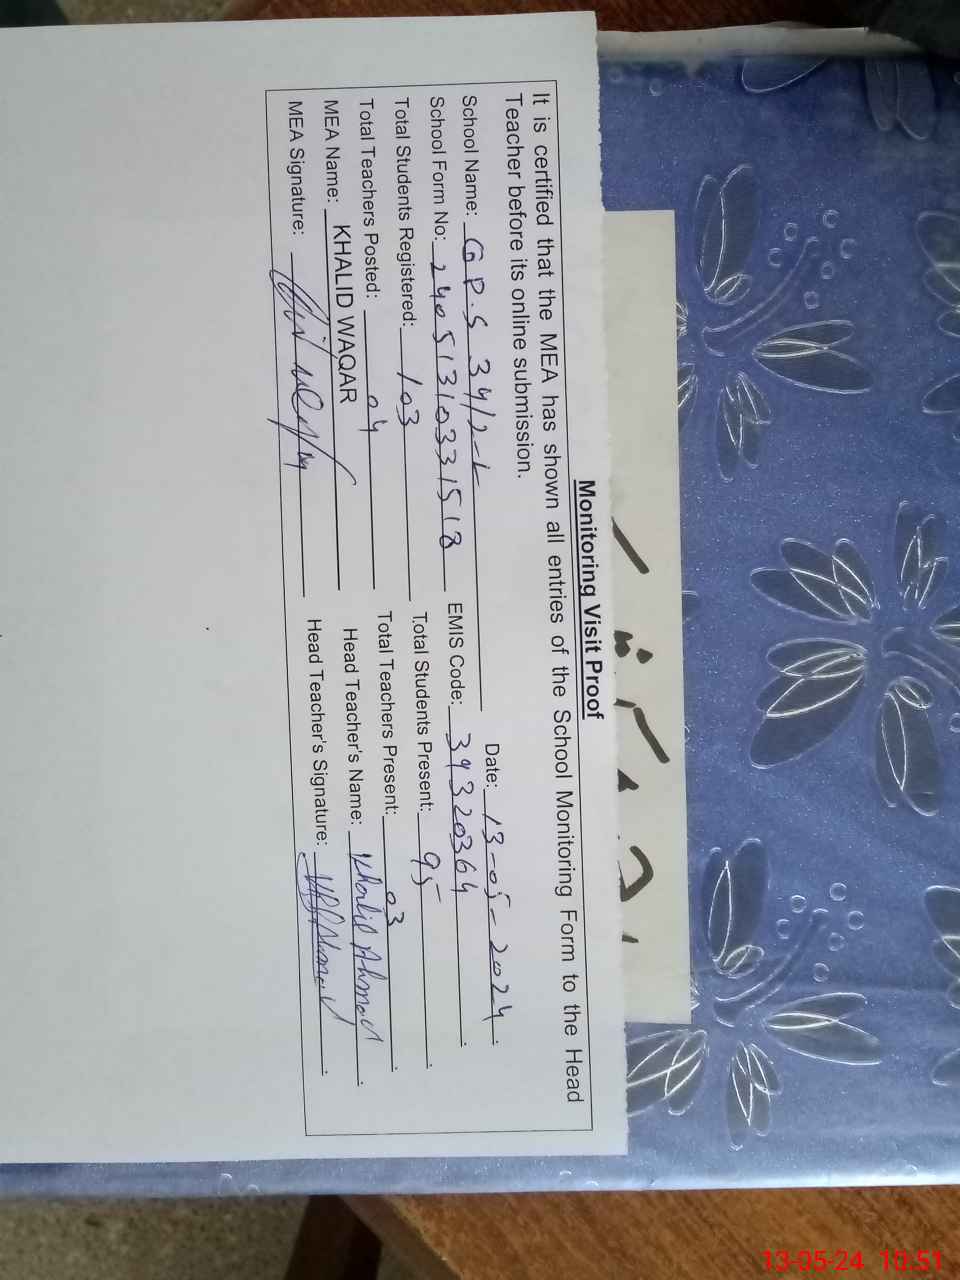 Monitoring Visit Proof
It is certified that the MEA has shown all entries of the School Monitoring Form to the Head
Teacher before its online submission.
Date: 13-05-2024.
School Name: G P.S 34/2-L
School Form No: 24051310331518 EMIS Code: 39320364.
Total Students Registered: 103 Total Students Present: 95.
Total Teachers Posted: 04 Total Teachers Present: 03.
MEA Name: KHALID WAQAR Head Teacher's Name: Khalid Ahmad.
MEA Signature: Head Teacher's Signature:
13-05-24 10:51